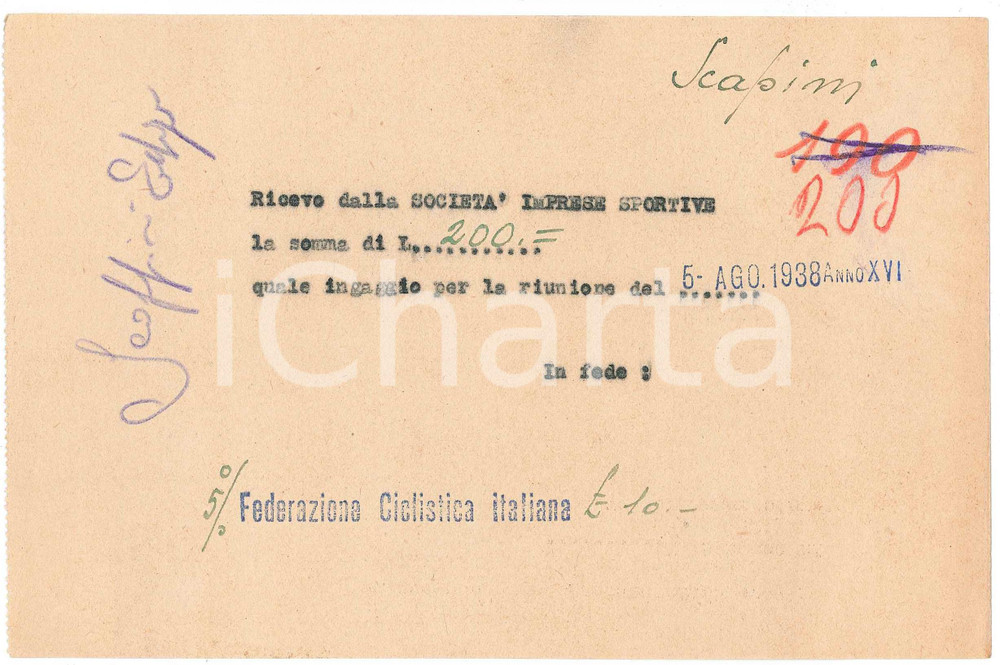 Scapini
190
200
Ricevo dalla SOCIETA' IMPRESE SPORTIVE
la somma di L. 200.=
quale ingaggio per la riunione del 5- AGO. 1938 ANNO XVI
In fede :
5% Federazione Ciclistica italiana £ 10.-
iCharta